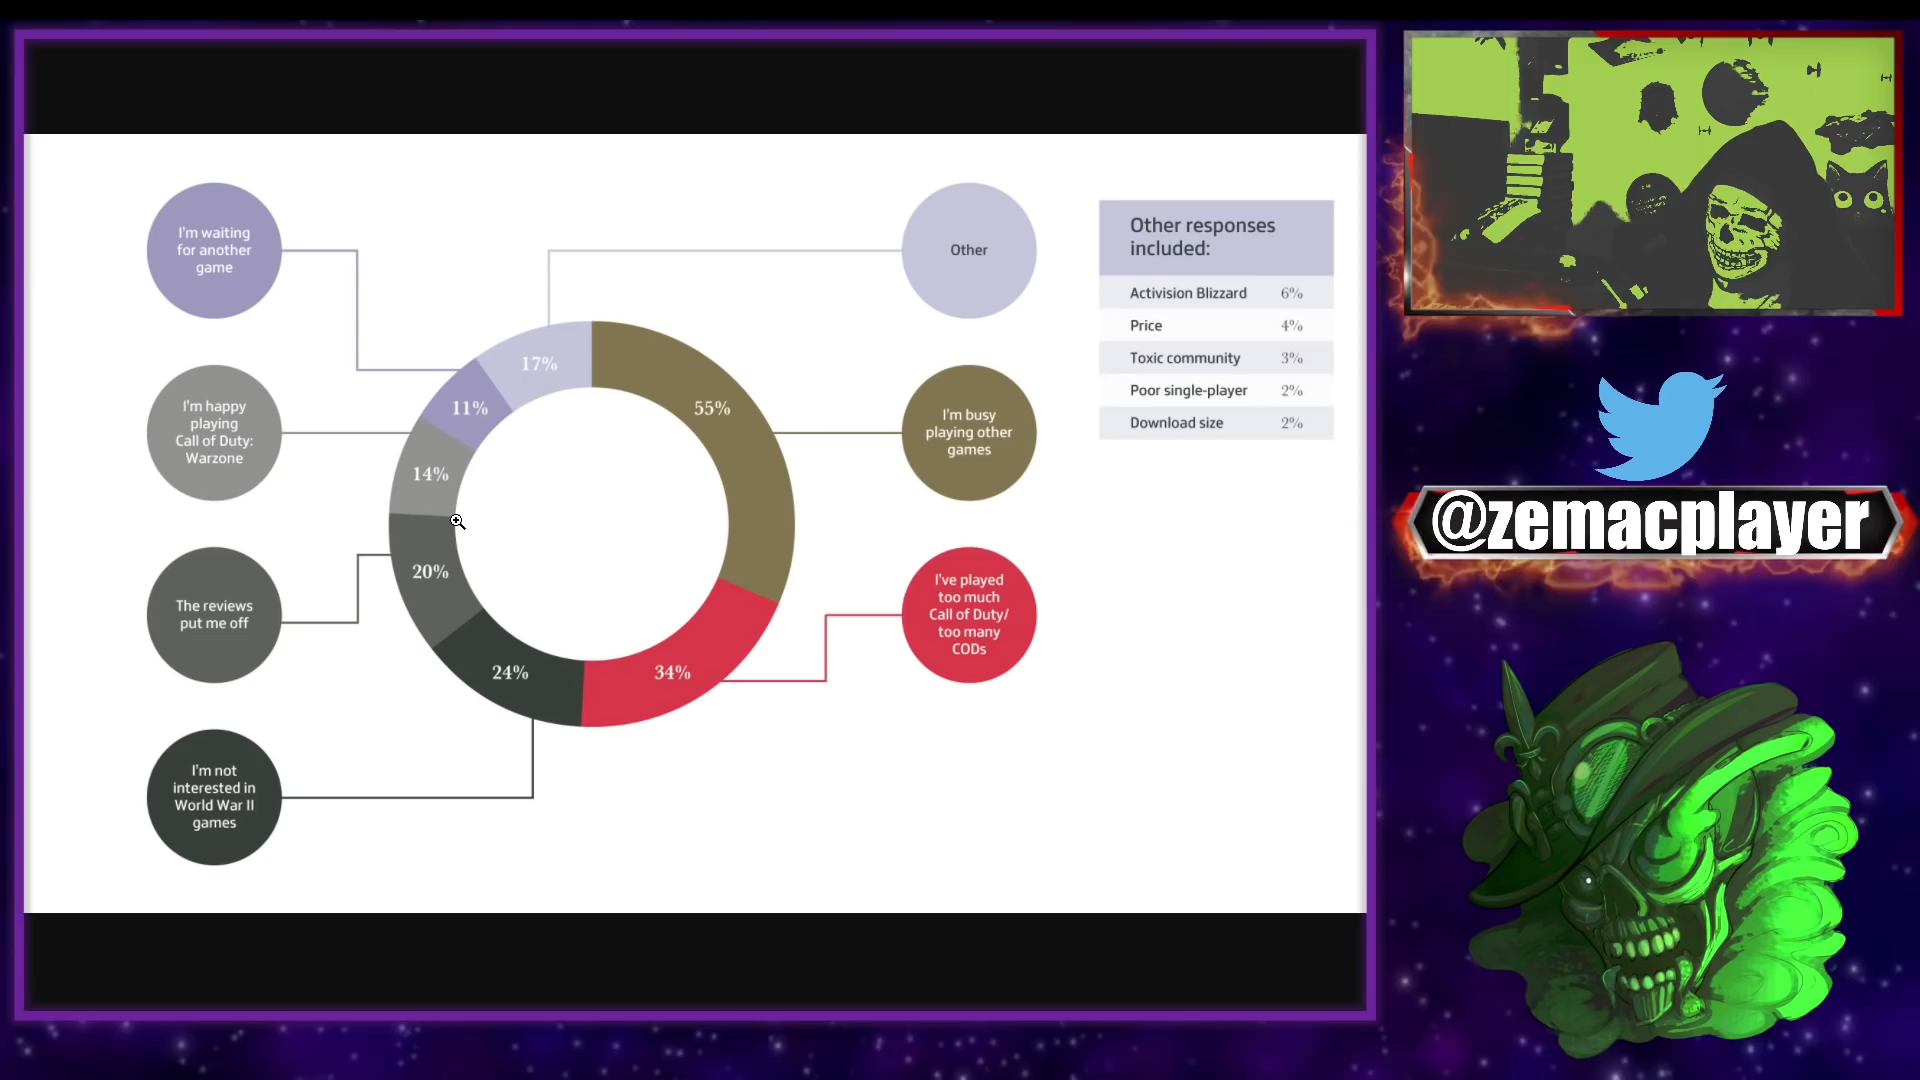 I'm waiting
for another
game
I'm happy
playing
Call of Duty:
Warzone
The reviews
put me off
I'm not
interested in
World War II
games
17%
11%
14%
20%
24%
34%
55%
Other
I'm busy
playing other
games
I've played
too much
Call of Duty/
too many
CODs
Other responses
included:
Activision Blizzard 6%
Price 4%
Toxic community 3%
Poor single-player 2%
Download size 2%
@zemacplayer